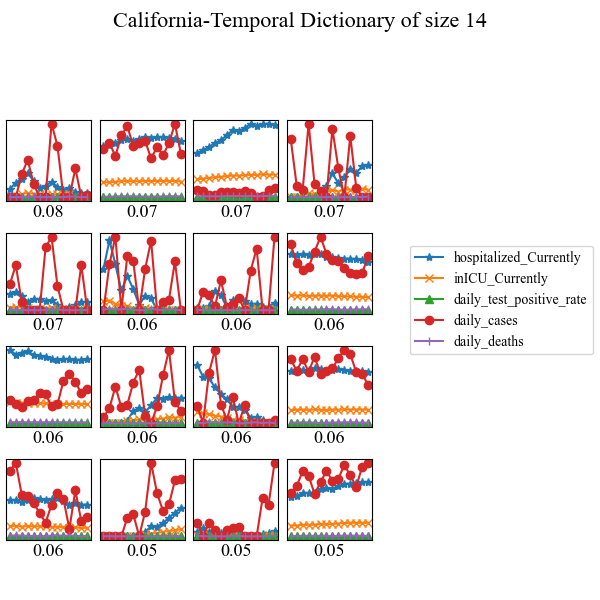 California-Temporal Dictionary of size 14
0.08
0.07
0.07
0.07
0.07
0.06
0.06
0.06
0.06
0.06
0.06
0.06
0.06
0.05
0.05
0.05
hospitalized_Currently
inICU_Currently
daily_test_positive_rate
daily_cases
daily_deaths